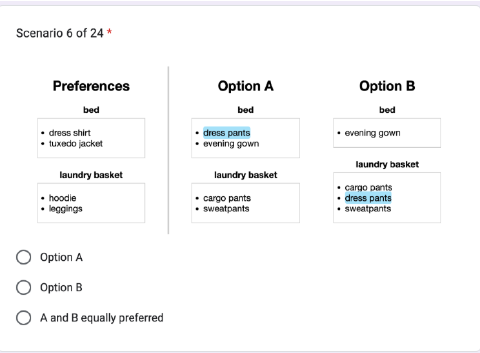 Scenario 6 of 24 *
Preferences
bed
• dress shirt
• tuxedo jacket
laundry basket
• hoodie
• leggings
Option A
bed
• dress pants
• evening gown
laundry basket
• cargo pants
• sweatpants
Option B
bed
• evening gown
laundry basket
• cargo pants
• dress pants
• sweatpants
Option A
Option B
A and B equally preferred